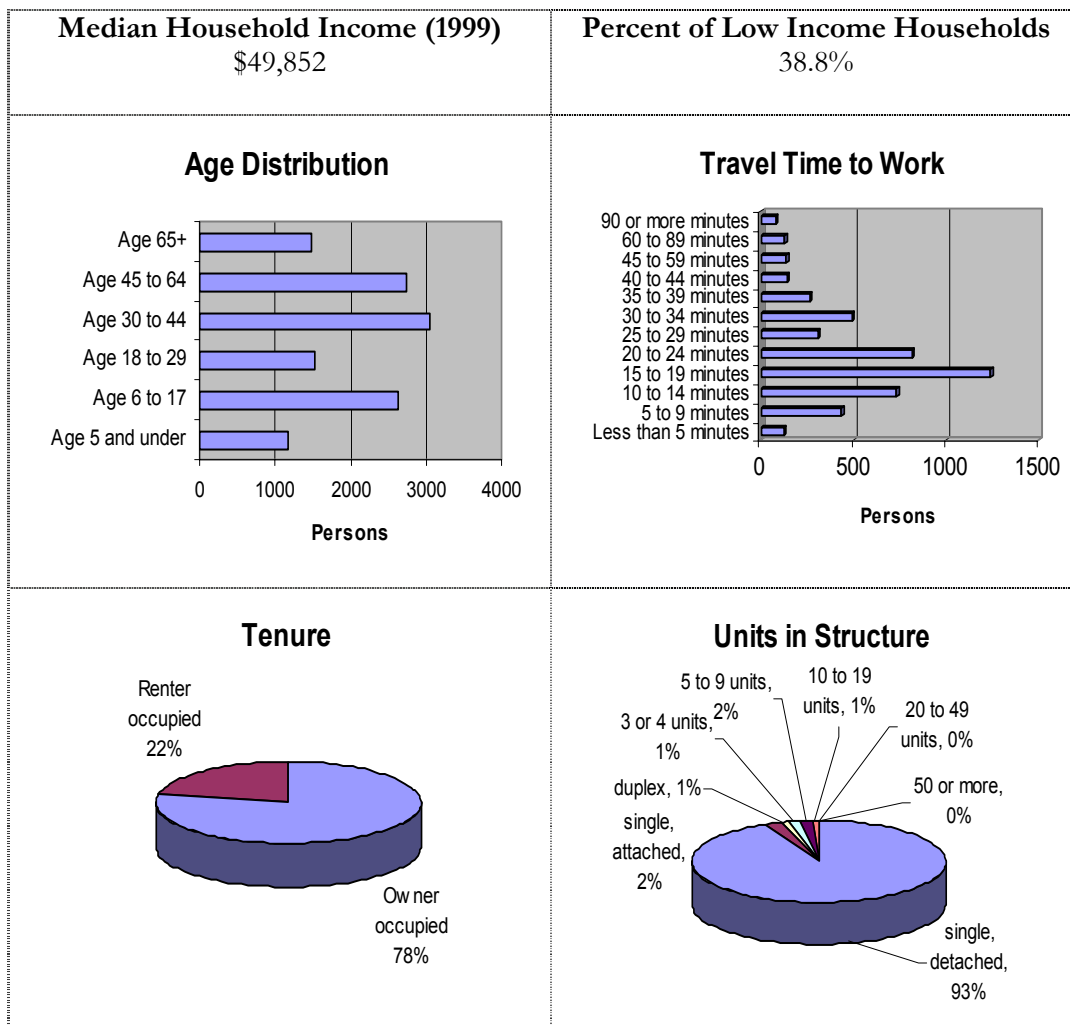 Median Household Income (1999)
$49,852
Percent of Low Income Households
38.8%
Age Distribution
Age 65+
Age 45 to 64
Age 30 to 44
Age 18 to 29
Age 6 to 17
Age 5 and under
0 1000 2000 3000 4000
Persons
Travel Time to Work
90 or more minutes
60 to 89 minutes
45 to 59 minutes
40 to 44 minutes
35 to 39 minutes
30 to 34 minutes
25 to 29 minutes
20 to 24 minutes
15 to 19 minutes
10 to 14 minutes
5 to 9 minutes
Less than 5 minutes
0 500 1000 1500
Persons
Tenure
Renter
occupied
22%
Owner
occupied
78%
Units in Structure
5 to 9 units,
2%
10 to 19
units, 1%
3 or 4 units,
1%
20 to 49
units, 0%
duplex, 1%
50 or more,
0%
single,
attached,
2%
single,
detached,
93%